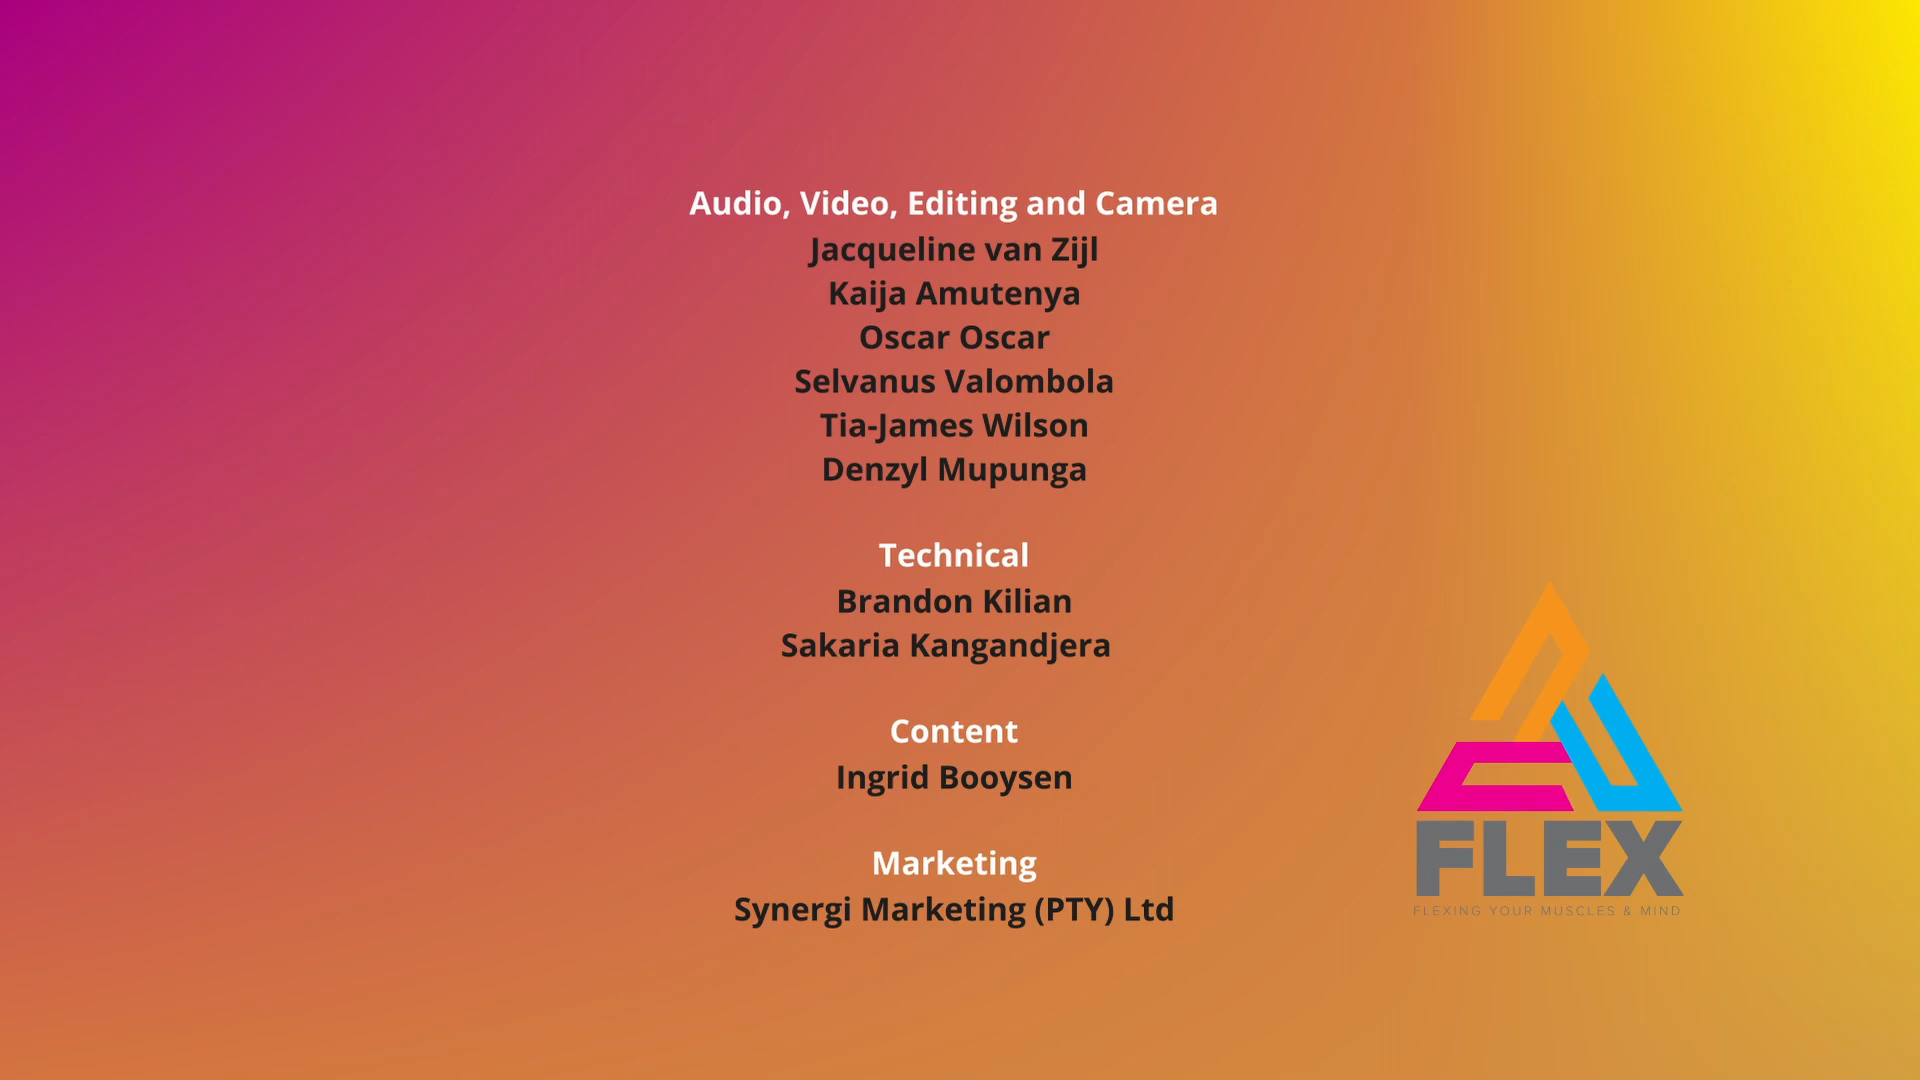 Audio, Video, Editing and Camera
Jacqueline van Zijl
Kaija Amutenya
Oscar Oscar
Selvanus Valombola
Tia-James Wilson
Denzyl Mupunga
Technical
Brandon Kilian
Sakaria Kangandjera
Content
Ingrid Booysen
Marketing
Synergi Marketing (PTY) Ltd
FLEX
FLEXING YOUR MUSCLES & MIND